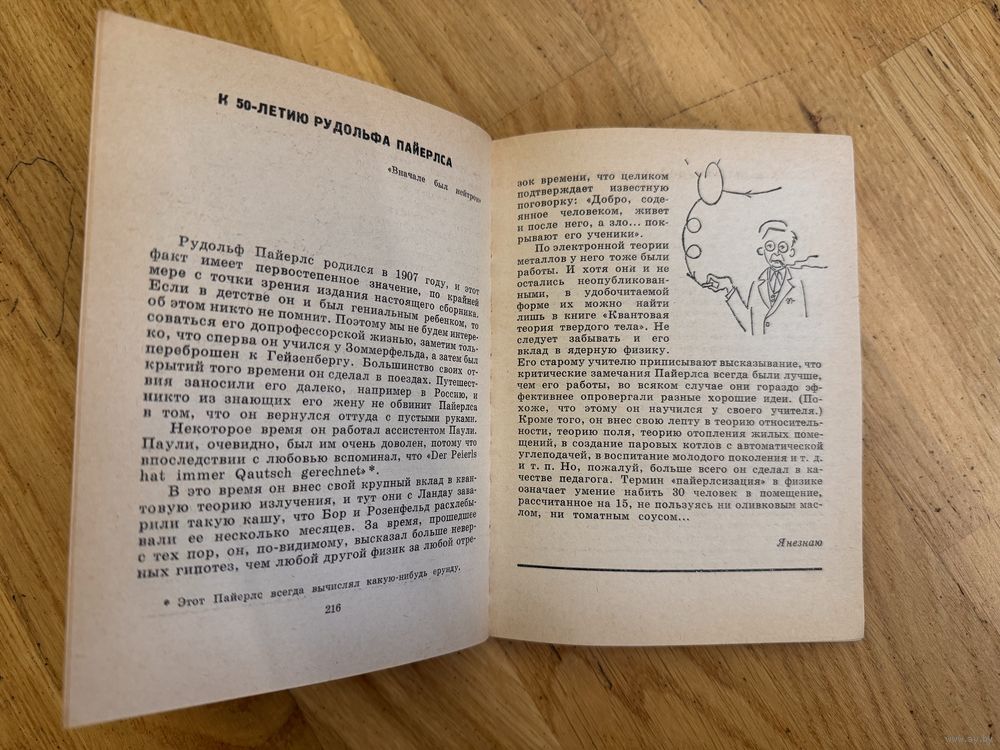 К 50-ЛЕТИЮ РУДОЛЬФА ПАЙЕРЛСА
«Вначале был нейтрон»
Рудольф Пайерлс родился в 1907 году, и этот
факт имеет первостепенное значение, по крайней
мере с точки зрения издания настоящего сборника.
Если в детстве он и был гениальным ребенком, то
об этом никто не помнит. Поэтому мы не будем интере-
соваться его допрофессорской жизнью, заметим толь-
ко, что сперва он учился у Зоммерфельда, а затем был
переброшен к Гейзенбергу. Большинство своих от-
крытий того времени он сделал в поездах. Путешест-
вия заносили его далеко, например в Россию, и
никто из знающих его жену не обвинит Пайерлса
в том, что он вернулся оттуда с пустыми руками.
Некоторое время он работал ассистентом Паули.
Паули, очевидно, был им очень доволен, потому что
впоследствии с любовью вспоминал, что «Der Peierls
hat immer Qautsch gerechnet»*.
В это время он внес свой крупный вклад в кван-
товую теорию излучения, и тут они с Ландау зава-
рили такую кашу, что Бор и Розенфельд расхлебы-
вали ее несколько месяцев. За время, прошедшее
с тех пор, он, по-видимому, высказал больше невер-
ных гипотез, чем любой другой физик за любой отре-
* Этот Пайерлс всегда вычислял какую-нибудь ерунду.
216
зок времени, что целиком
подтверждает известную
поговорку: «Добро, соде-
янное человеком, живет
и после него, а зло... пок-
рывают его ученики».
По электронной теории
металлов у него тоже были
работы. И хотя они и не
остались неопубликован-
ными, в удобочитаемой
форме их можно найти
лишь в книге «Квантовая
теория твердого тела». Не
следует забывать и его
вклад в ядерную физику.
Его старому учителю приписывают высказывание, что
критические замечания Пайерлса всегда были лучше,
чем его работы, во всяком случае они гораздо эф-
фективнее опровергали разные хорошие идеи. (По-
хоже, что этому он научился у своего учителя.)
Кроме того, он внес свою лепту в теорию относитель-
ности, теорию поля, теорию отопления жилых поме-
щений, в создание паровых котлов с автоматической
углеподачей, в воспитание молодого поколения и т. д.
и т. п. Но, пожалуй, больше всего он сделал в ка-
честве педагога. Термин «пайерлсизация» в физике
означает умение набить 30 человек в помещение,
рассчитанное на 15, не пользуясь ни оливковым мас-
лом, ни томатным соусом...
Янезнаю
www.ay.by